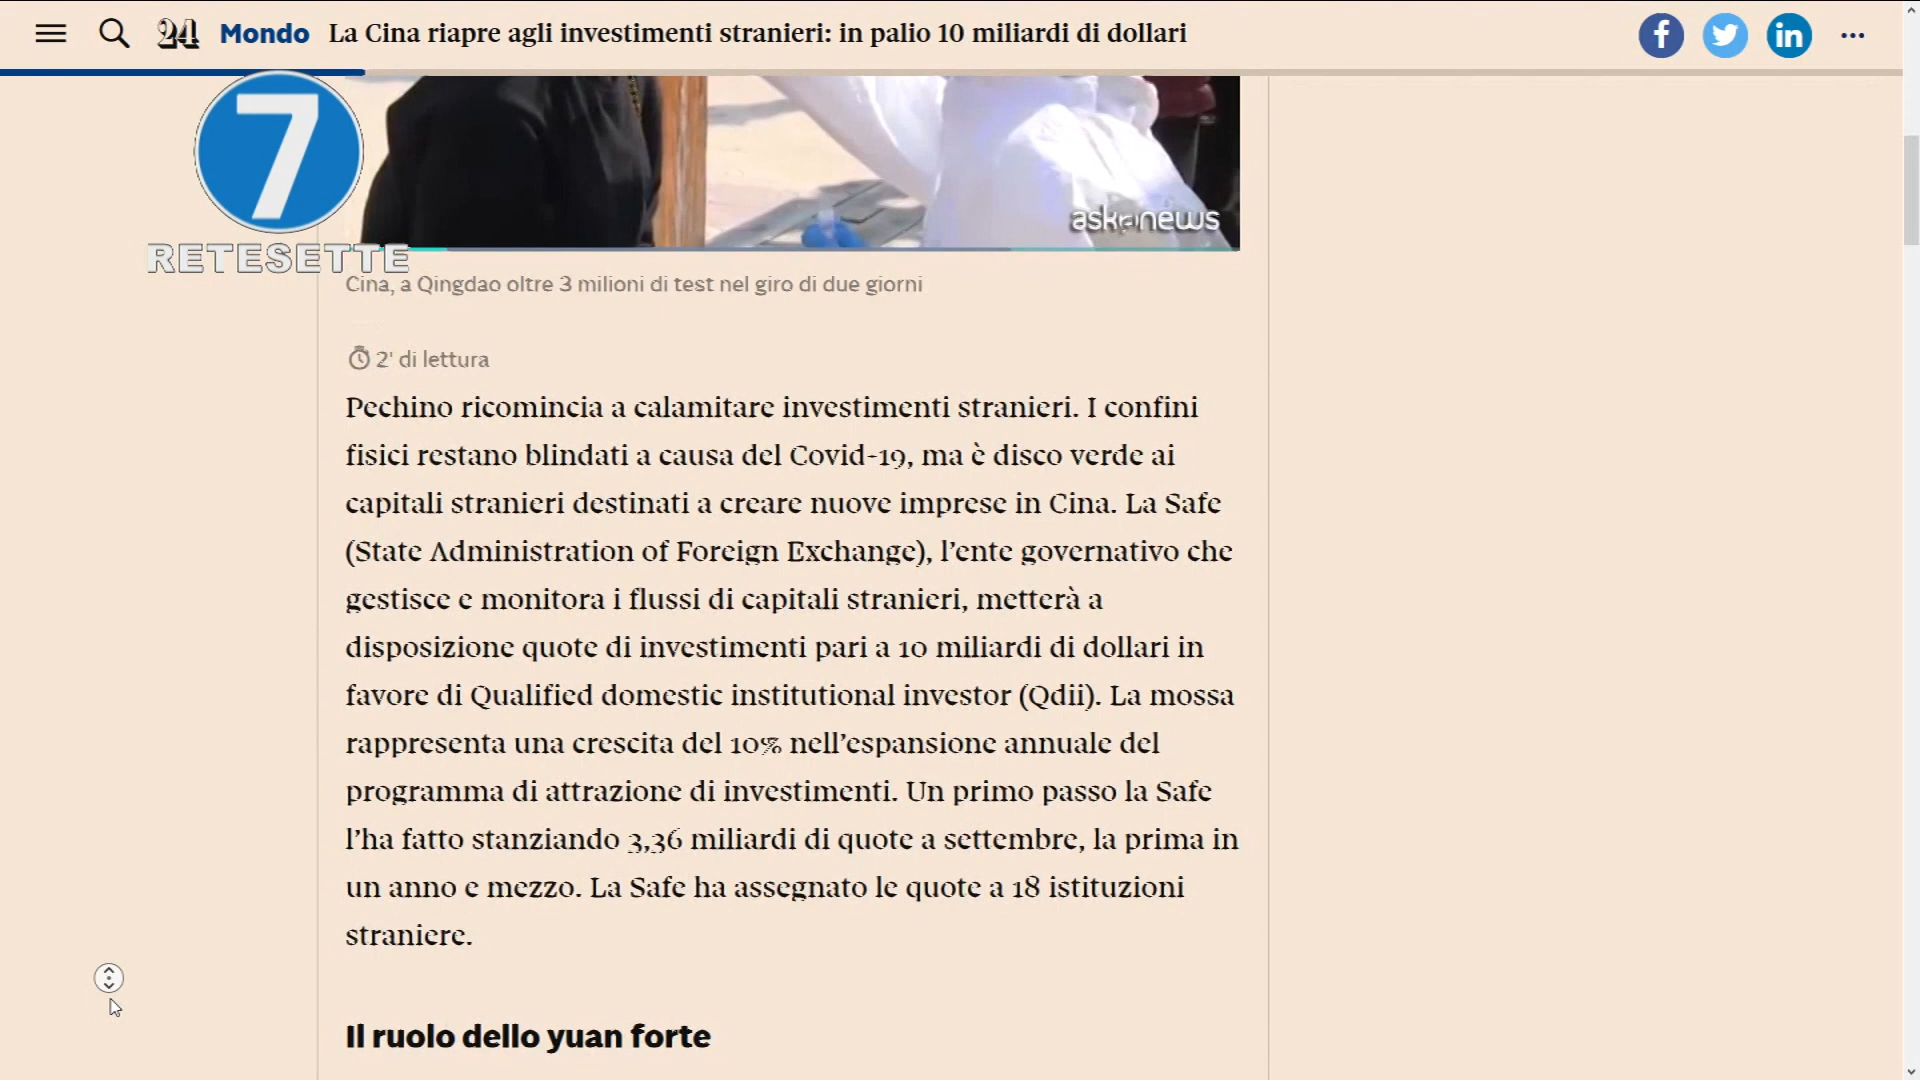 24 Mondo La Cina riapre agli investimenti stranieri: in palio 10 miliardi di dollari
7
RETESETTE
askanews
Cina, a Qingdao oltre 3 milioni di test nel giro di due giorni
2' di lettura
Pechino ricomincia a calamitare investimenti stranieri. I confini
fisici restano blindati a causa del Covid-19, ma è disco verde ai
capitali stranieri destinati a creare nuove imprese in Cina. La Safe
(State Administration of Foreign Exchange), l'ente governativo che
gestisce e monitora i flussi di capitali stranieri, metterà a
disposizione quote di investimenti pari a 10 miliardi di dollari in
favore di Qualified domestic institutional investor (Qdii). La mossa
rappresenta una crescita del 10% nell'espansione annuale del
programma di attrazione di investimenti. Un primo passo la Safe
l'ha fatto stanziando 3,36 miliardi di quote a settembre, la prima in
un anno e mezzo. La Safe ha assegnato le quote a 18 istituzioni
straniere.
Il ruolo dello yuan forte